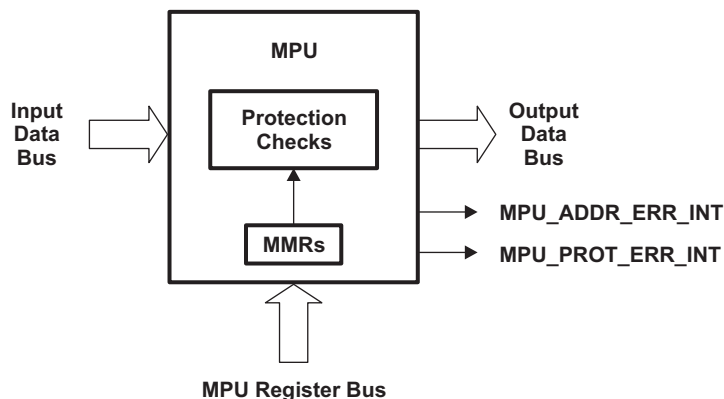 MPU
Input
Data
Bus
Protection
Checks
Output
Data
Bus
MPU_ADDR_ERR_INT
MMRs
MPU_PROT_ERR_INT
MPU Register Bus